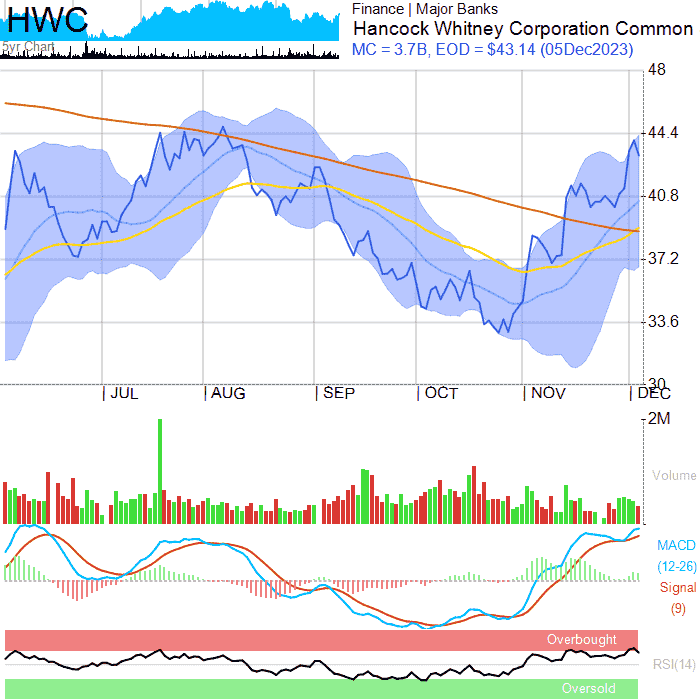 HWC
5yr Chart
Finance | Major Banks
Hancock Whitney Corporation Common
MC = 3.7B, EOD = $43.14 (05Dec2023)
48
44.4
40.8
37.2
33.6
30
JUL
AUG
SEP
OCT
NOV
DEC
2M
Volume
MACD
(12-26)
Signal
(9)
Overbought
RSI(14)
Oversold